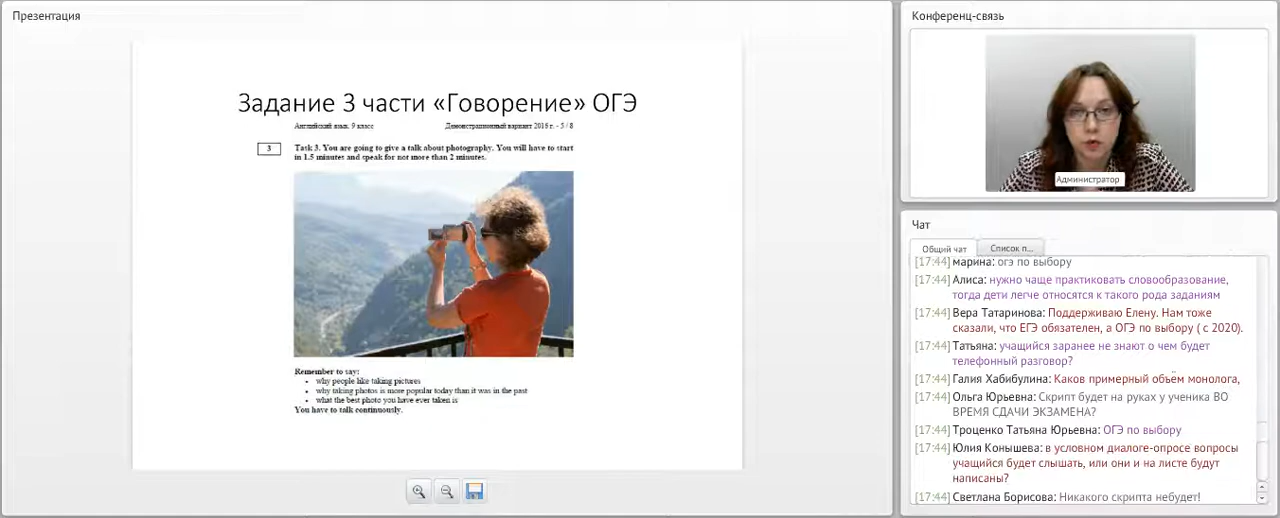 Презентация
Задание 3 части «Говорение» ОГЭ
Английский язык. 9 класс
Демонстрационный вариант 2016 г. - 5 / 8
3
Task 3. You are going to give a talk about photography. You will have to start
in 1.5 minutes and speak for not more than 2 minutes.
Remember to say:
• why people like taking pictures
• why taking photos is more popular today than it was in the past
• what the best photo you have ever taken is
You have to talk continuously.
Конференц-связь
Администратор
Чат
Общий чат
Список п...
[17:44] марина: огэ по выбору
[17:44] Алиса: нужно чаще практиковать словообразование,
тогда дети легче относятся к такого рода заданиям
[17:44] Вера Татаринова: Поддерживаю Елену. Нам тоже
сказали, что ЕГЭ обязателен, а ОГЭ по выбору ( с 2020).
[17:44] Татьяна: учащийся заранее не знают о чем будет
телефонный разговор?
[17:44] Галия Хабибулина: Каков примерный объём монолога,
[17:44] Ольга Юрьевна: Скрипт будет на руках у ученика ВО
ВРЕМЯ СДАЧИ ЭКЗАМЕНА?
[17:44] Троценко Татьяна Юрьевна: ОГЭ по выбору
[17:44] Юлия Конышева: в условном диалоге-опросе вопросы
учащийся будет слышать, или они и на листе будут
написаны?
[17:44] Светлана Борисова: Никакого скрипта небудет!